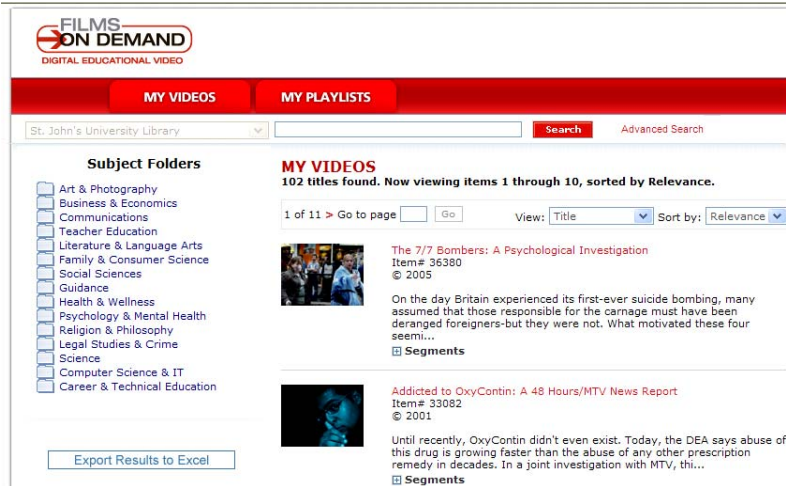 FILMS
ON DEMAND
DIGITAL EDUCATIONAL VIDEO
MY VIDEOS
MY PLAYLISTS
St. John's University Library
Search
Advanced Search
Subject Folders
Art & Photography
Business & Economics
Communications
Teacher Education
Literature & Language Arts
Family & Consumer Science
Social Sciences
Guidance
Health & Wellness
Psychology & Mental Health
Religion & Philosophy
Legal Studies & Crime
Science
Computer Science & IT
Career & Technical Education
Export Results to Excel
MY VIDEOS
102 titles found. Now viewing items 1 through 10, sorted by Relevance.
1 of 11 > Go to page Go View: Title Sort by: Relevance
The 7/7 Bombers: A Psychological Investigation
Item# 36380
© 2005
On the day Britain experienced its first-ever suicide bombing, many
assumed that those responsible for the carnage must have been
deranged foreigners-but they were not. What motivated these four
seemi...
Segments
Addicted to OxyContin: A 48 Hours/MTV News Report
Item# 33082
© 2001
Until recently, OxyContin didn't even exist. Today, the DEA says abuse of
this drug is growing faster than the abuse of any other prescription
remedy in decades. In a joint investigation with MTV, thi...
Segments